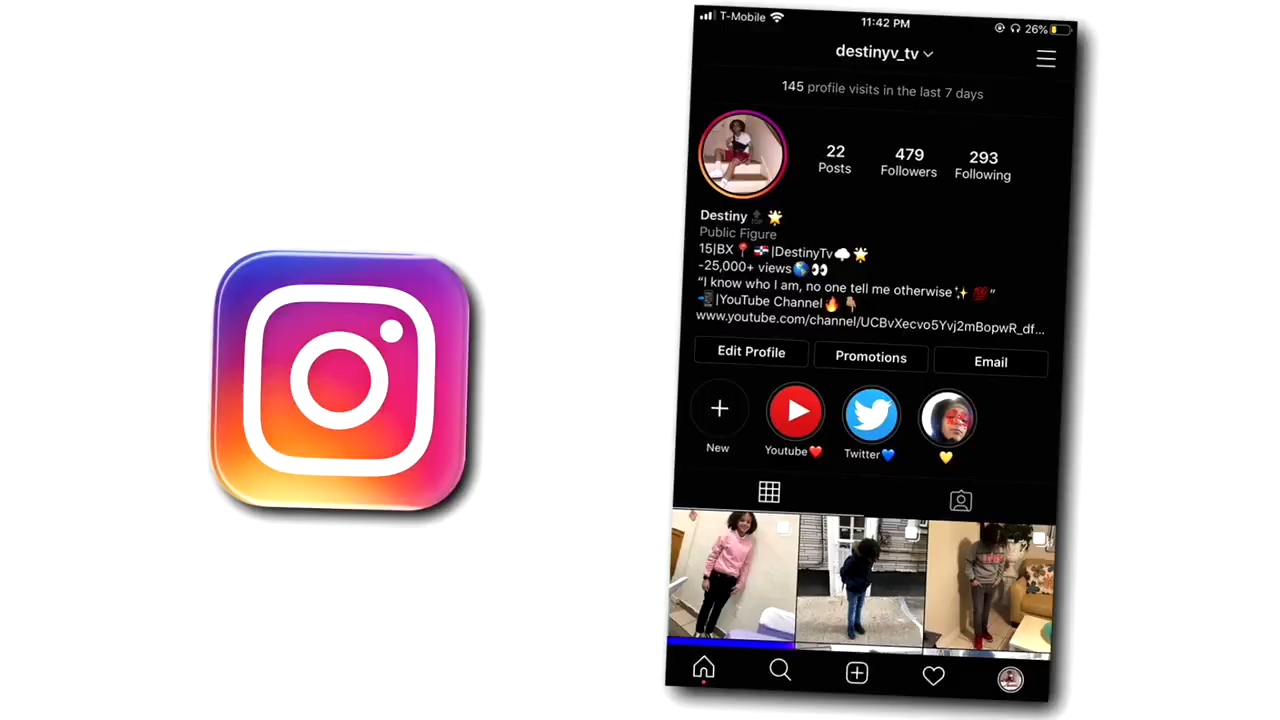 T-Mobile 11:42 PM 26%
destinyv_tv
145 profile visits in the last 7 days
22 479 293
Posts Followers Following
Destiny 🔝 🌟
Public Figure
15|BX📍🇩🇴|DestinyTv☁️🌟
-25,000+ views🌎👀
“I know who I am, no one tell me otherwise✨ 💯”
📲|YouTube Channel🔥👇🏽
www.youtube.com/channel/UCBvXecvo5Yvj2mBopwR_df...
Edit Profile Promotions Email
New Youtube❤️ Twitter💙 💛